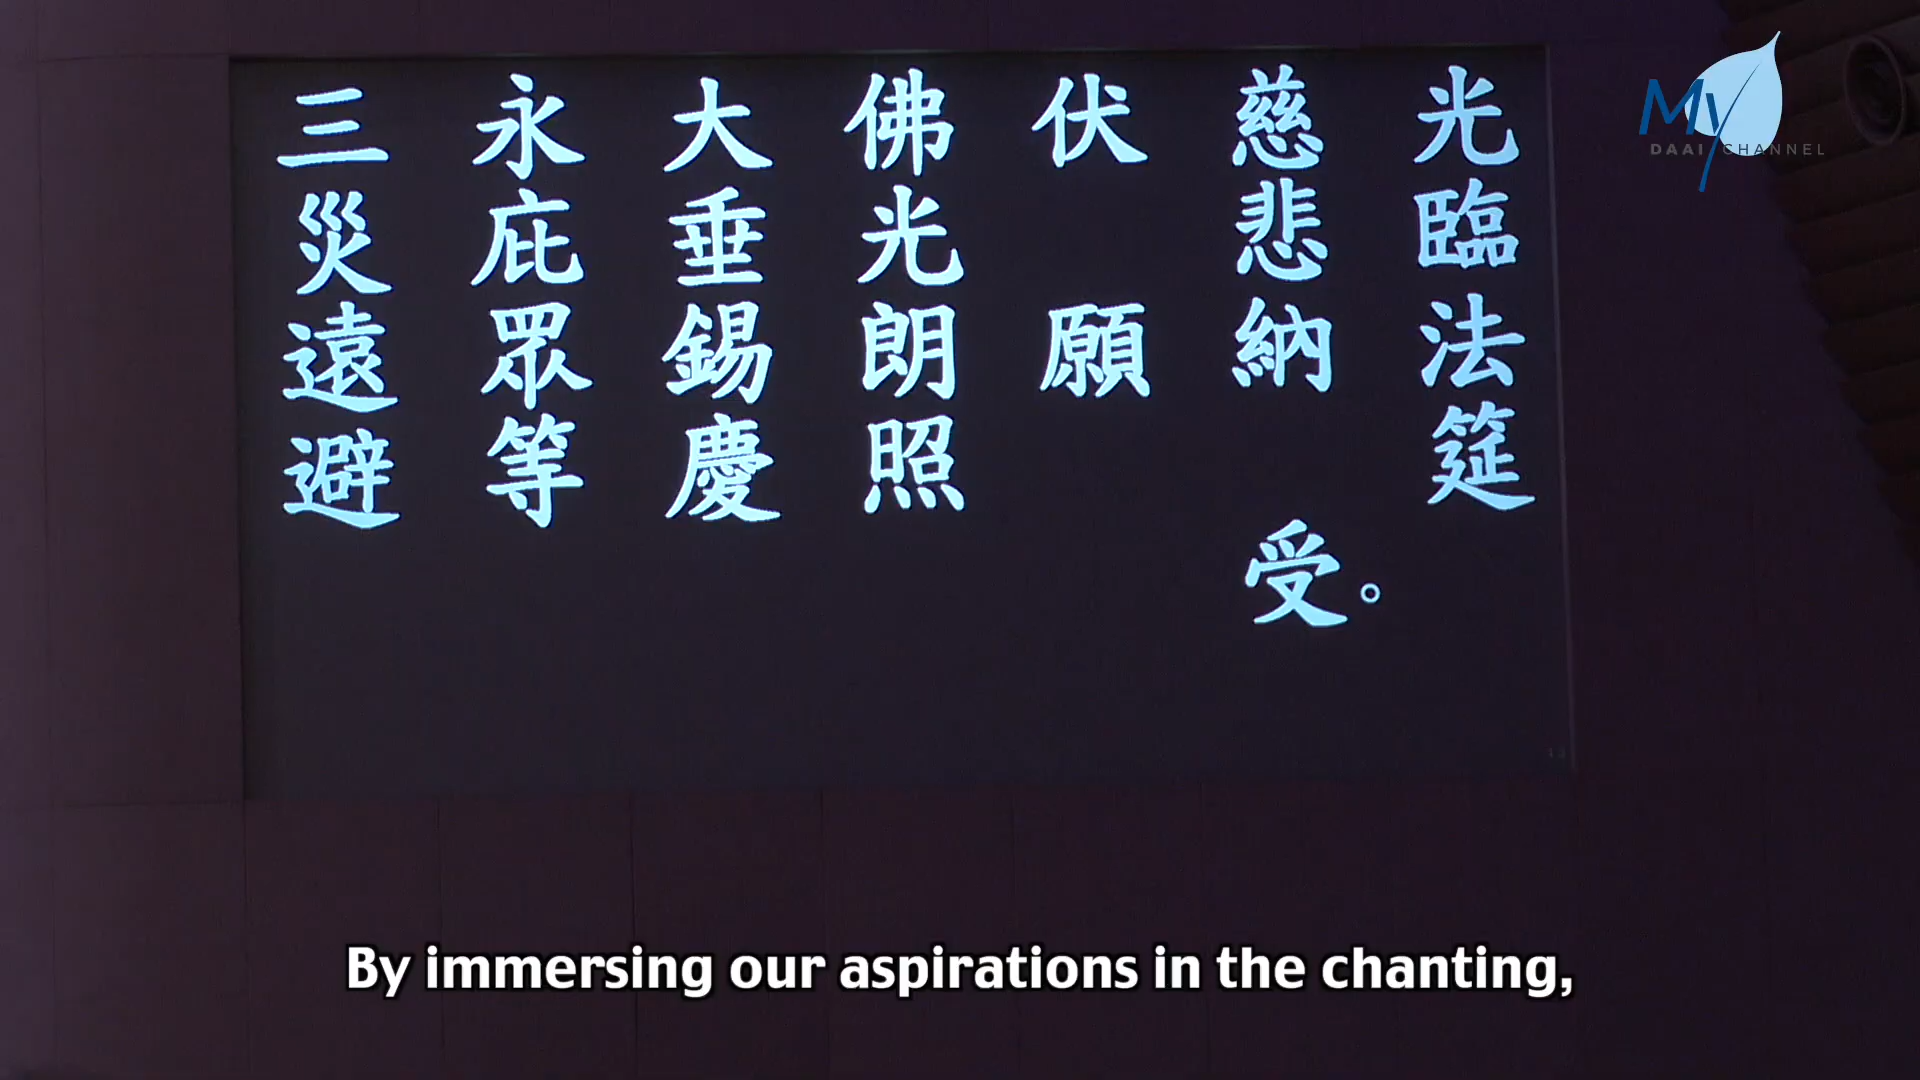 光臨法筵
慈悲納受。
伏願
佛光朗照
大垂錫慶
永庇眾等
三災遠避
My
DAAI CHANNEL
By immersing our aspirations in the chanting,